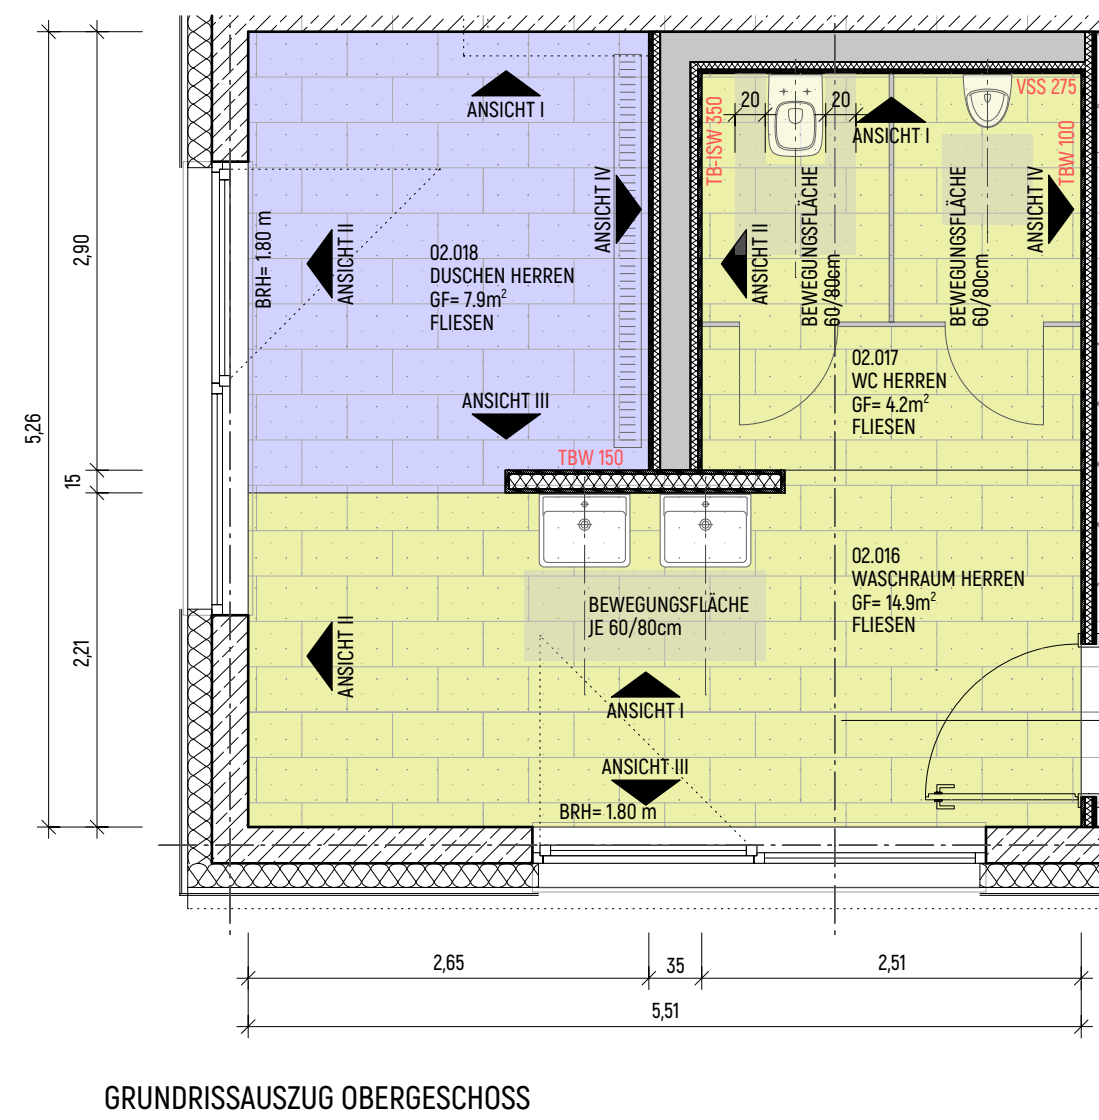 ANSICHT I
ANSICHT IV
ANSICHT II
BRH= 1.80 m
02.018
DUSCHEN HERREN
GF= 7.9m²
FLIESEN
ANSICHT III
TBW 150
TB-ISW 350
20
20
ANSICHT I
VSS 275
TBW 100
ANSICHT IV
ANSICHT II
BEWEGUNGSFLÄCHE
60/80cm
BEWEGUNGSFLÄCHE
60/80cm
02.017
WC HERREN
GF= 4.2m²
FLIESEN
02.016
WASCHRAUM HERREN
GF= 14.9m²
FLIESEN
BEWEGUNGSFLÄCHE
JE 60/80cm
ANSICHT II
ANSICHT I
ANSICHT III
BRH= 1.80 m
2,90
5,26
15
2,21
2,65
35
2,51
5,51
GRUNDRISSAUSZUG OBERGESCHOSS